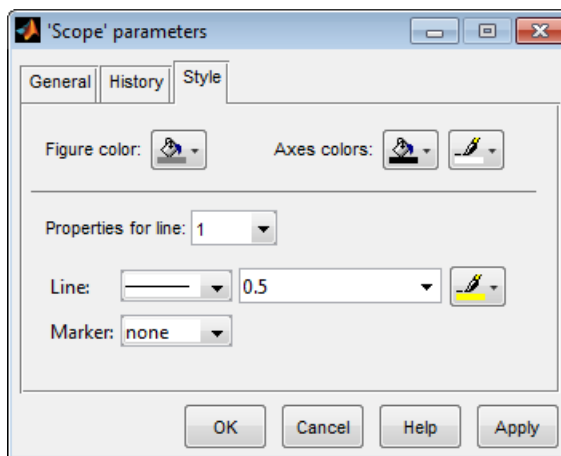 'Scope' parameters
General History Style
Figure color: Axes colors:
Properties for line: 1
Line: 0.5
Marker: none
OK Cancel Help Apply